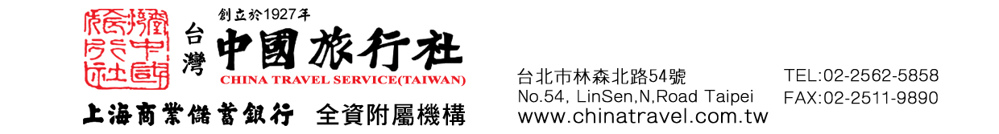 創立於1927年
台灣
中國旅行社
CHINA TRAVEL SERVICE(TAIWAN)
上海商業儲蓄銀行 全資附屬機構
台北市林森北路54號
No.54, LinSen,N,Road Taipei
www.chinatravel.com.tw
TEL:02-2562-5858
FAX:02-2511-9890